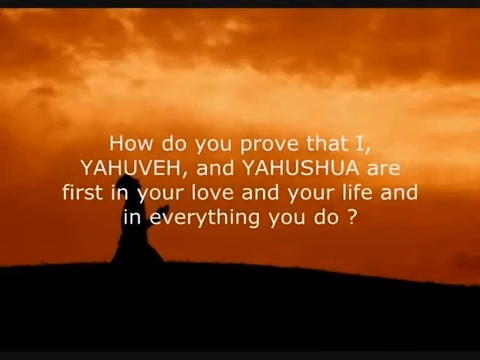 How do you prove that I,
YAHUVEH, and YAHUSHUA are
first in your love and your life and
in everything you do ?